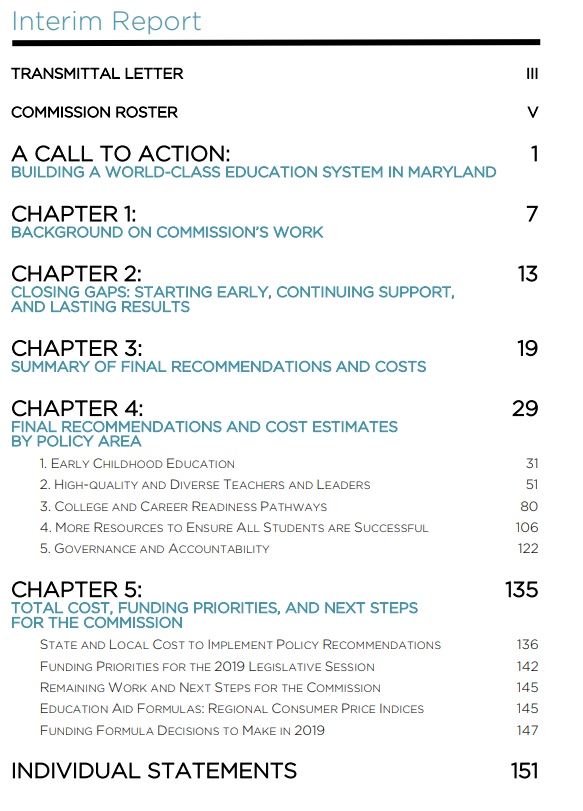 Interim Report
TRANSMITTAL LETTER III
COMMISSION ROSTER V
A CALL TO ACTION: 1
BUILDING A WORLD-CLASS EDUCATION SYSTEM IN MARYLAND
CHAPTER 1: 7
BACKGROUND ON COMMISSION'S WORK
CHAPTER 2: 13
CLOSING GAPS: STARTING EARLY, CONTINUING SUPPORT,
AND LASTING RESULTS
CHAPTER 3: 19
SUMMARY OF FINAL RECOMMENDATIONS AND COSTS
CHAPTER 4: 29
FINAL RECOMMENDATIONS AND COST ESTIMATES
BY POLICY AREA
1. Early Childhood Education 31
2. High-quality and Diverse Teachers and Leaders 51
3. College and Career Readiness Pathways 80
4. More Resources to Ensure All Students are Successful 106
5. Governance and Accountability 122
CHAPTER 5: 135
TOTAL COST, FUNDING PRIORITIES, AND NEXT STEPS
FOR THE COMMISSION
State and Local Cost to Implement Policy Recommendations 136
Funding Priorities for the 2019 Legislative Session 142
Remaining Work and Next Steps for the Commission 145
Education Aid Formulas: Regional Consumer Price Indices 145
Funding Formula Decisions to Make in 2019 147
INDIVIDUAL STATEMENTS 151